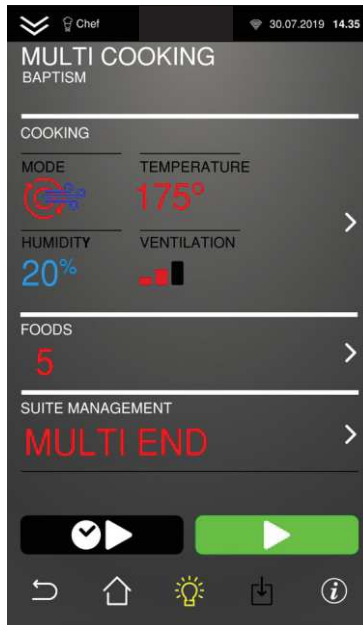 Chef 30.07.2019 14.35
MULTI COOKING
BAPTISM
COOKING
MODE TEMPERATURE
175°
HUMIDITY VENTILATION
20%
FOODS
5
SUITE MANAGEMENT
MULTI END
i